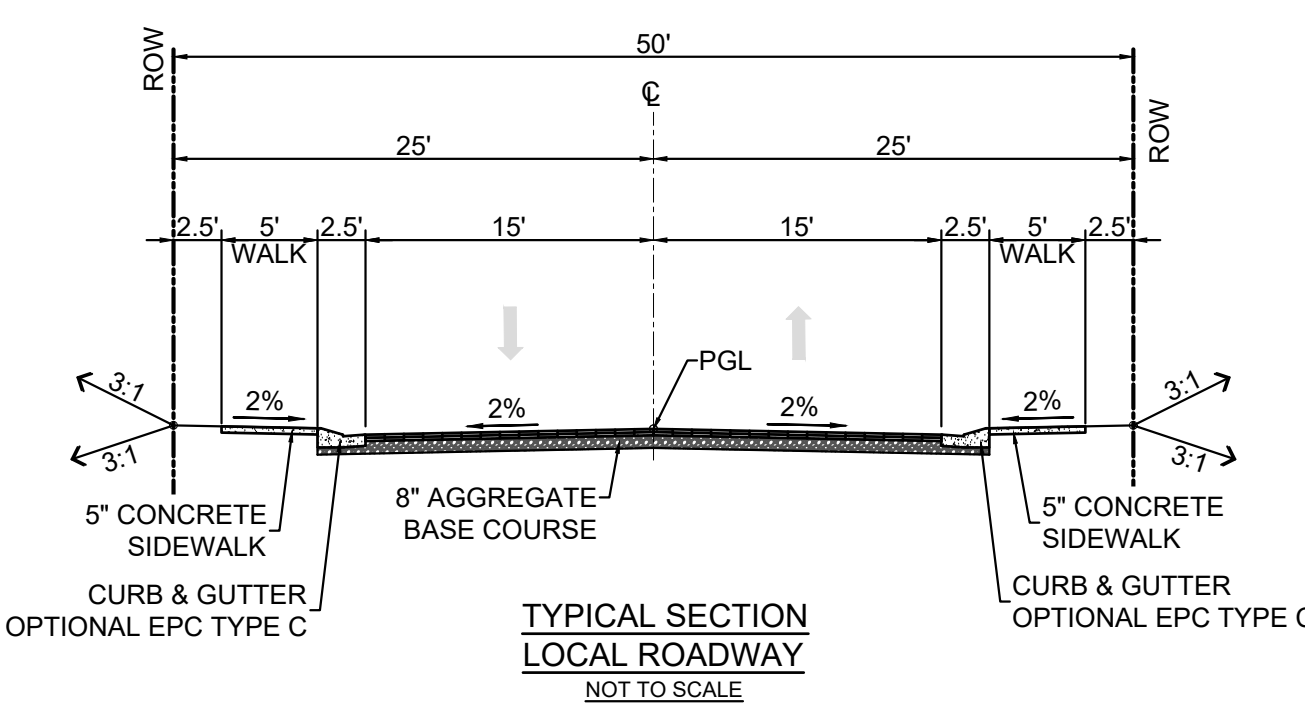 50'
ROW
ROW
℄
25'
25'
2.5'
5'
2.5'
15'
15'
2.5'
5'
2.5'
WALK
WALK
PGL
3:1
3:1
2%
2%
2%
2%
3:1
3:1
8" AGGREGATE
BASE COURSE
5" CONCRETE
SIDEWALK
5" CONCRETE
SIDEWALK
CURB & GUTTER
OPTIONAL EPC TYPE C
CURB & GUTTER
OPTIONAL EPC TYPE C
TYPICAL SECTION
LOCAL ROADWAY
NOT TO SCALE